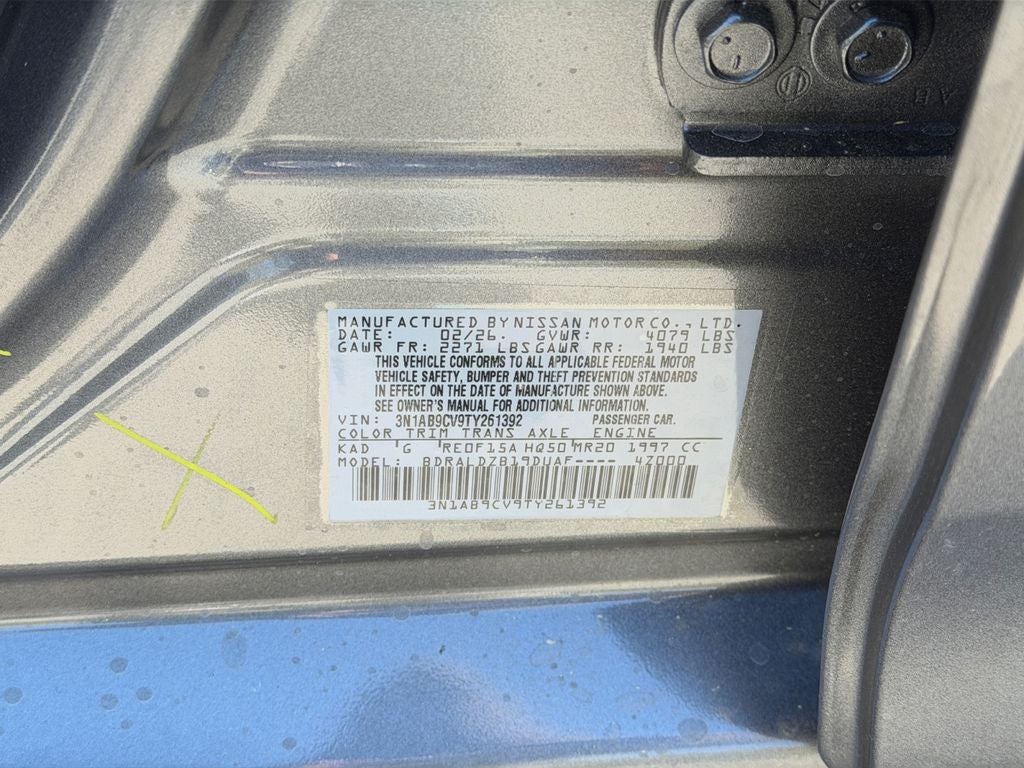 MANUFACTURED BY NISSAN MOTOR CO., LTD.
DATE: 02/26. GVWR: 4079 LBS
GAWR FR: 2271 LBS GAWR RR: 1940 LBS
THIS VEHICLE CONFORMS TO ALL APPLICABLE FEDERAL MOTOR
VEHICLE SAFETY, BUMPER AND THEFT PREVENTION STANDARDS
IN EFFECT ON THE DATE OF MANUFACTURE SHOWN ABOVE.
SEE OWNER'S MANUAL FOR ADDITIONAL INFORMATION.
VIN: 3N1AB9CV9TY261392 PASSENGER CAR.
COLOR TRIM TRANS AXLE ENGINE
KAD G RE0F15A HQ50 MR20 1997 CC
MODEL: BDRALDZB19DUAF---- 4Z000
3N1AB9CV9TY261392